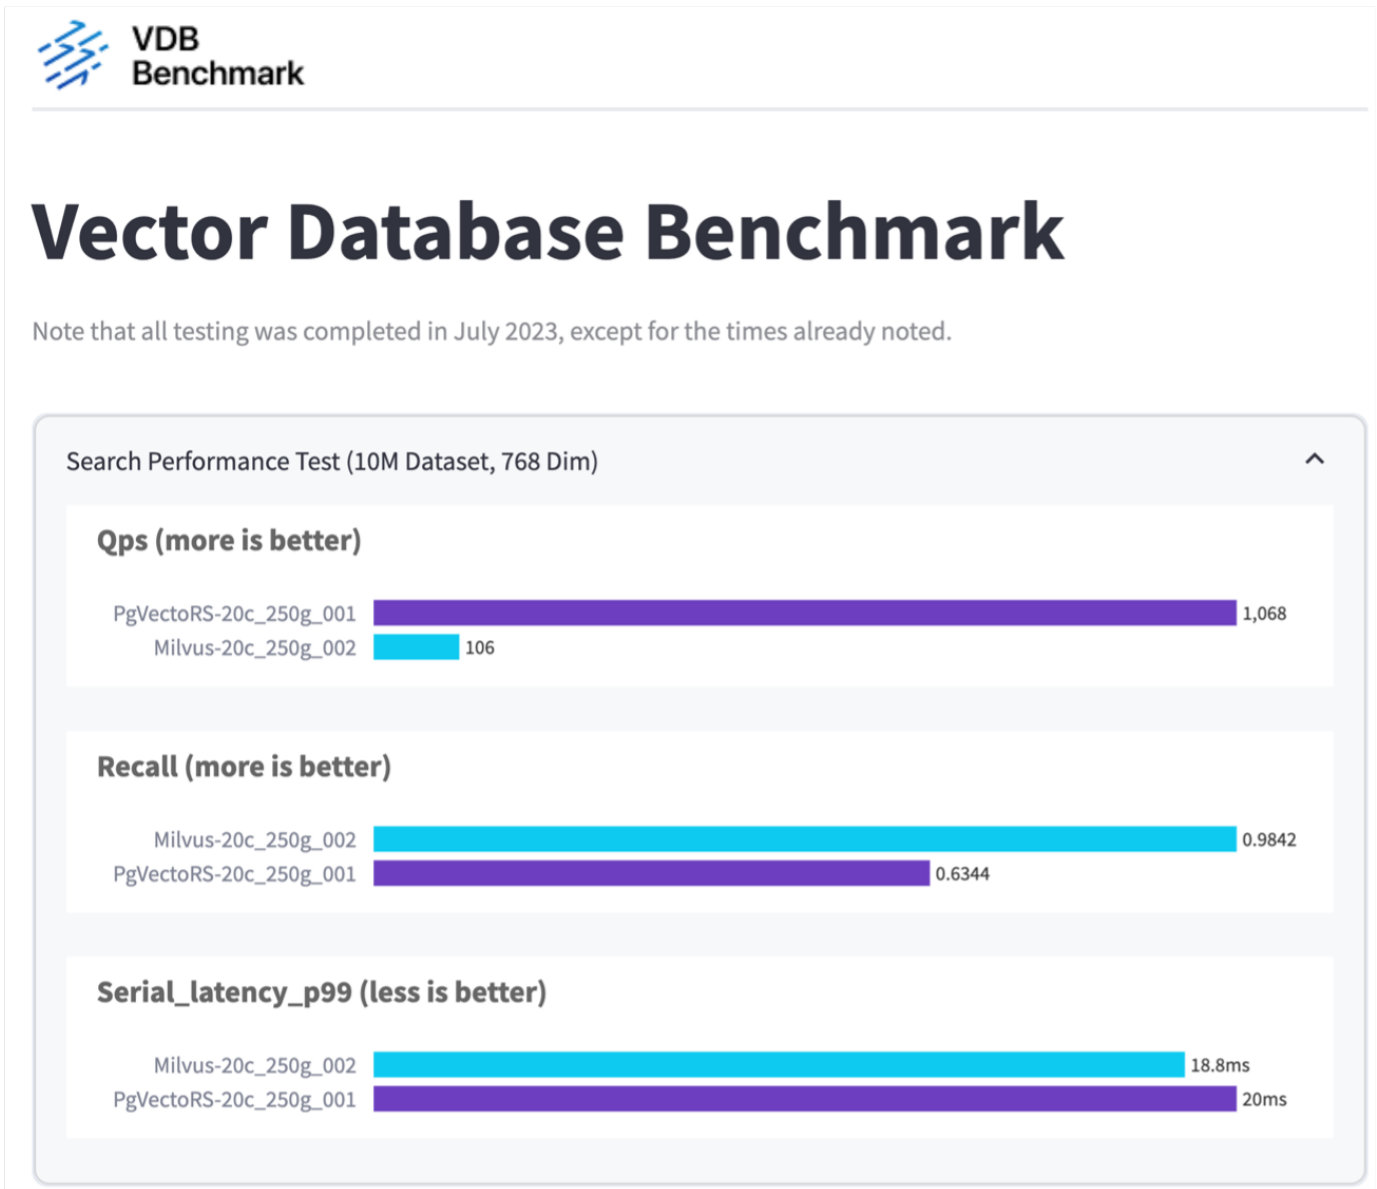 VDB
Benchmark
Vector Database Benchmark
Note that all testing was completed in July 2023, except for the times already noted.
Search Performance Test (10M Dataset, 768 Dim)
Qps (more is better)
PgVectoRS-20c_250g_001 1,068
Milvus-20c_250g_002 106
Recall (more is better)
Milvus-20c_250g_002 0.9842
PgVectoRS-20c_250g_001 0.6344
Serial_latency_p99 (less is better)
Milvus-20c_250g_002 18.8ms
PgVectoRS-20c_250g_001 20ms